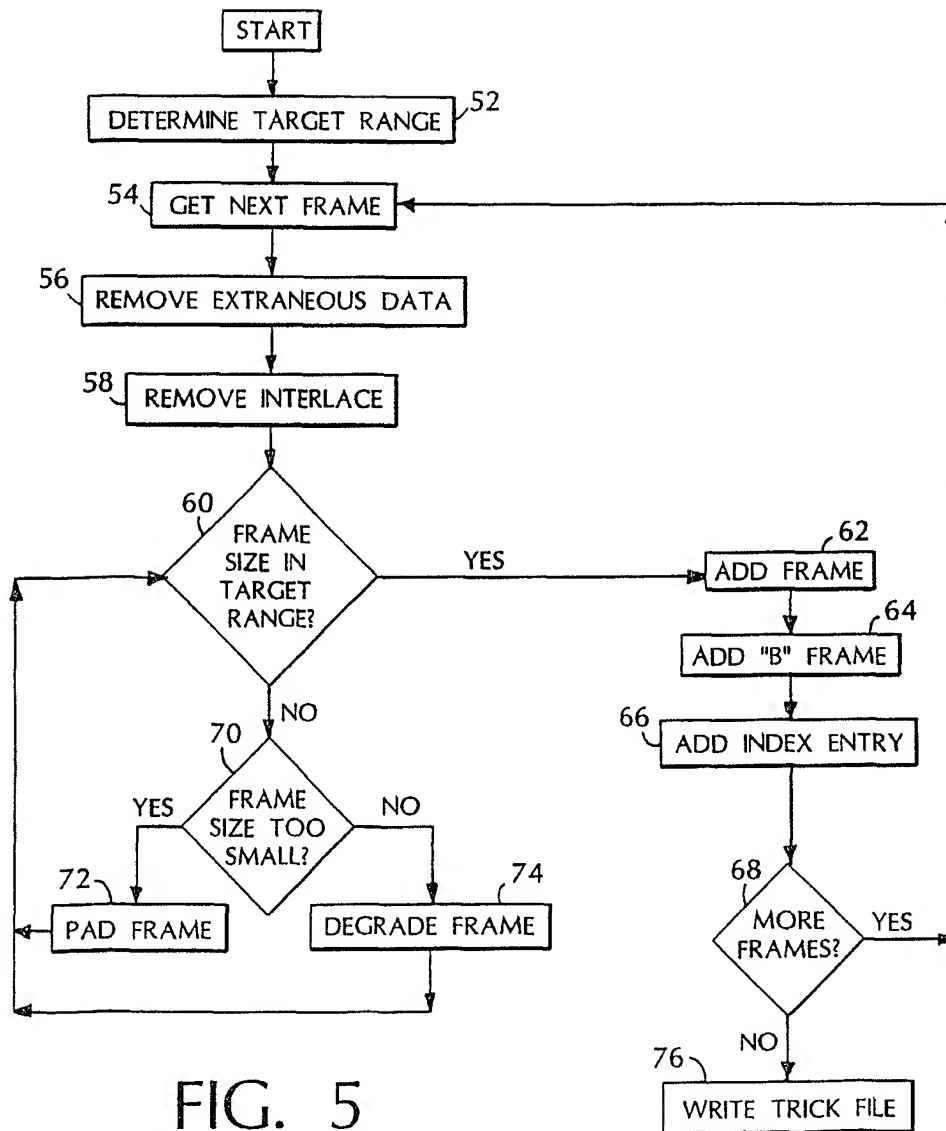 START
52
DETERMINE TARGET RANGE
54
GET NEXT FRAME
56
REMOVE EXTRANEOUS DATA
58
REMOVE INTERLACE
60
FRAME
SIZE IN
TARGET
RANGE?
YES
62
ADD FRAME
64
ADD "B" FRAME
66
ADD INDEX ENTRY
NO
70
FRAME
SIZE TOO
SMALL?
YES
NO
72
PAD FRAME
74
DEGRADE FRAME
68
MORE
FRAMES?
YES
NO
76
WRITE TRICK FILE
FIG. 5